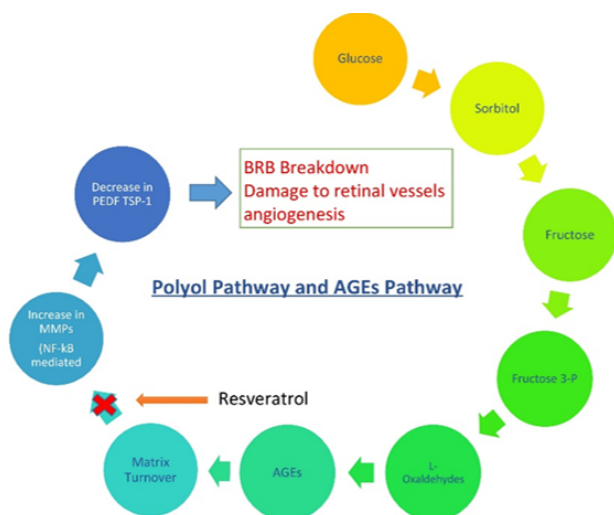 Glucose
Sorbitol
Fructose
Fructose 3-P
L-
Oxaldehydes
AGEs
Matrix
Turnover
Resveratrol
Increase in
MMPs
(NF-kB
mediated
Decrease in
PEDF TSP-1
BRB Breakdown
Damage to retinal vessels
angiogenesis
Polyol Pathway and AGEs Pathway